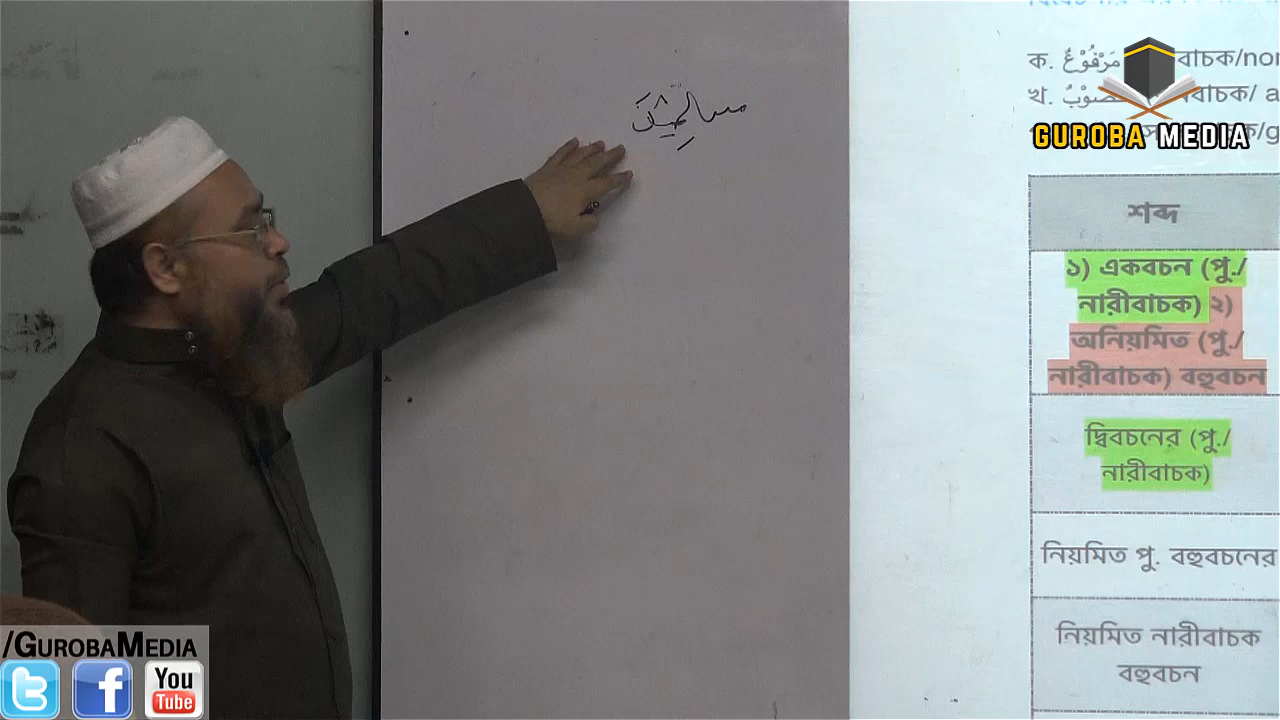 ক. مَرْفُوْعٌ বাচক/nor
খ. বাচক/ a
GUROBA MEDIA
শব্দ
১) একবচন (পু./
নারীবাচক) ২)
অনিয়মিত (পু./
নারীবাচক) বহুবচন
দ্বিবচনের (পু./
নারীবাচক)
নিয়মিত পু. বহুবচনের
নিয়মিত নারীবাচক
বহুবচন
/GUROBAMEDIA
You
Tube